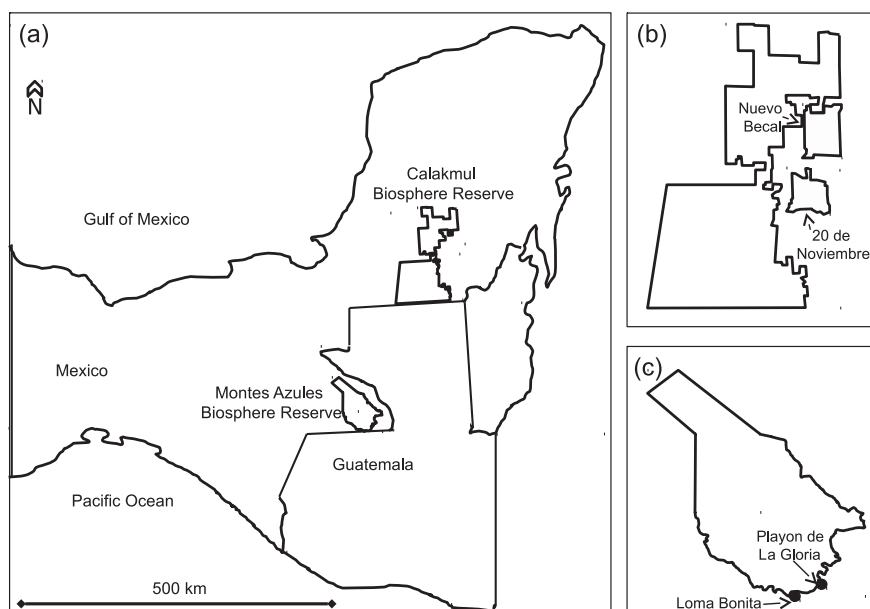 (a)
N
Calakmul
Biosphere Reserve
Gulf of Mexico
Mexico
Montes Azules
Biosphere Reserve
Guatemala
Pacific Ocean
500 km
(b)
Nuevo
Becal
20 de
Noviembre
(c)
Playon de
La Gloria
Loma Bonita